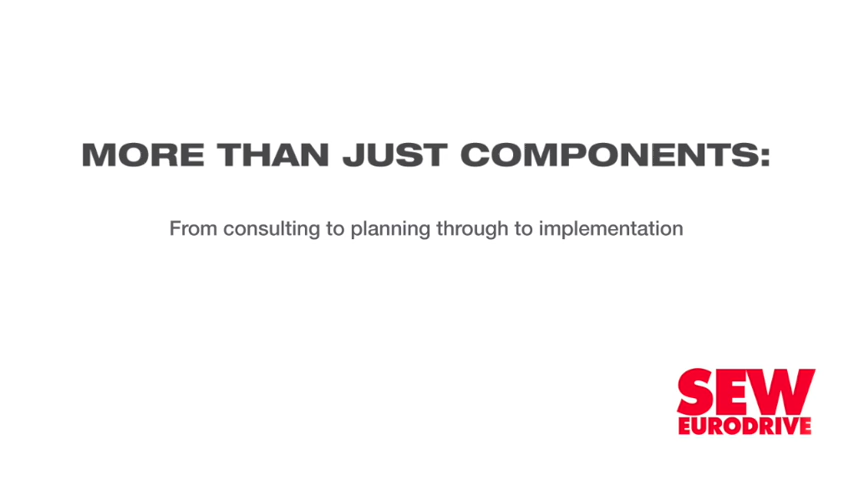 MORE THAN JUST COMPONENTS:
From consulting to planning through to implementation
SEW
EURODRIVE